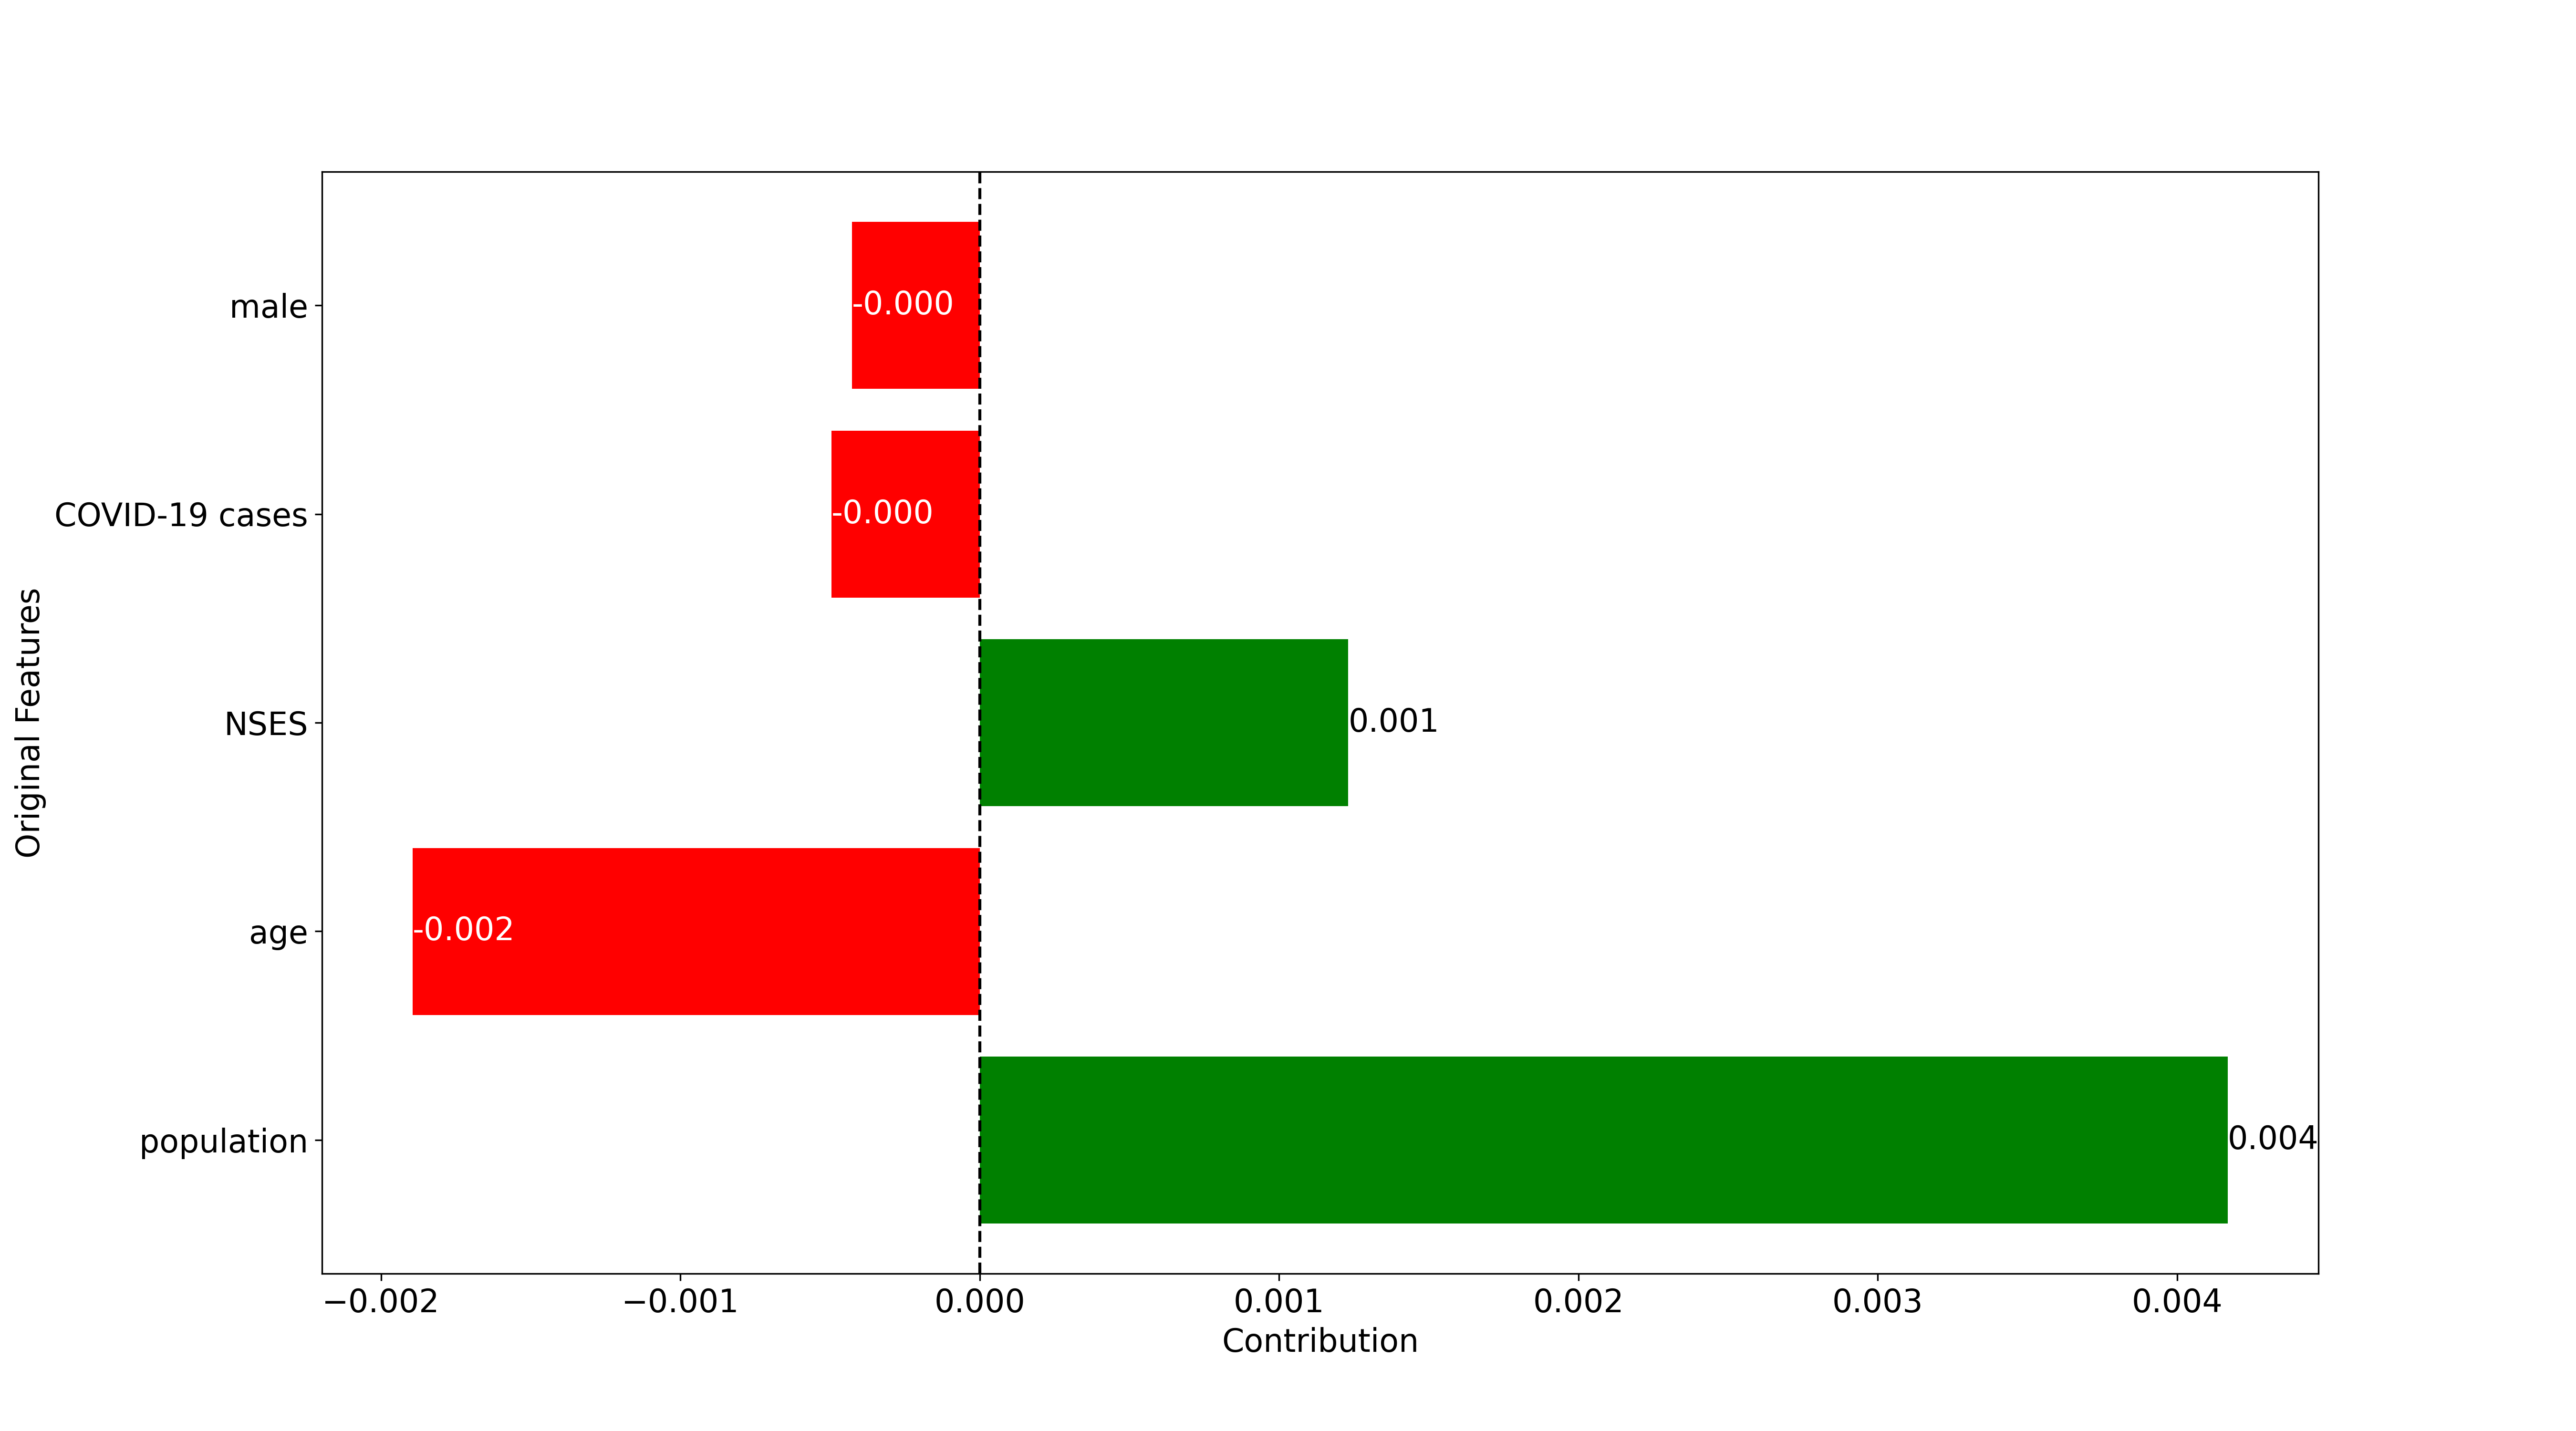 Original Features
male
-0.000
COVID-19 cases
-0.000
NSES
0.001
age
-0.002
population
0.004
−0.002
−0.001
0.000
0.001
0.002
0.003
0.004
Contribution